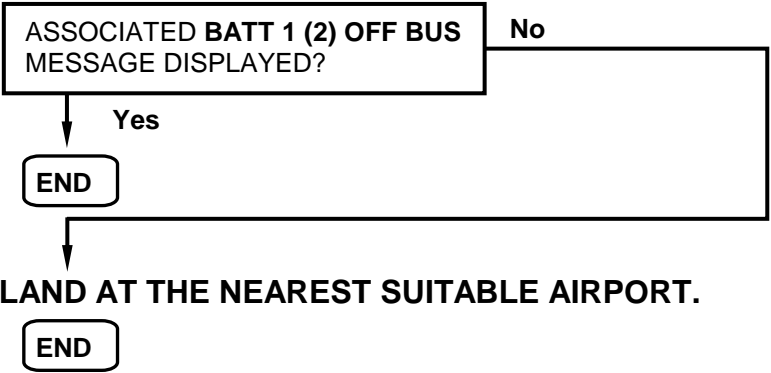 ASSOCIATED BATT 1 (2) OFF BUS
MESSAGE DISPLAYED?
No
Yes
END
LAND AT THE NEAREST SUITABLE AIRPORT.
END